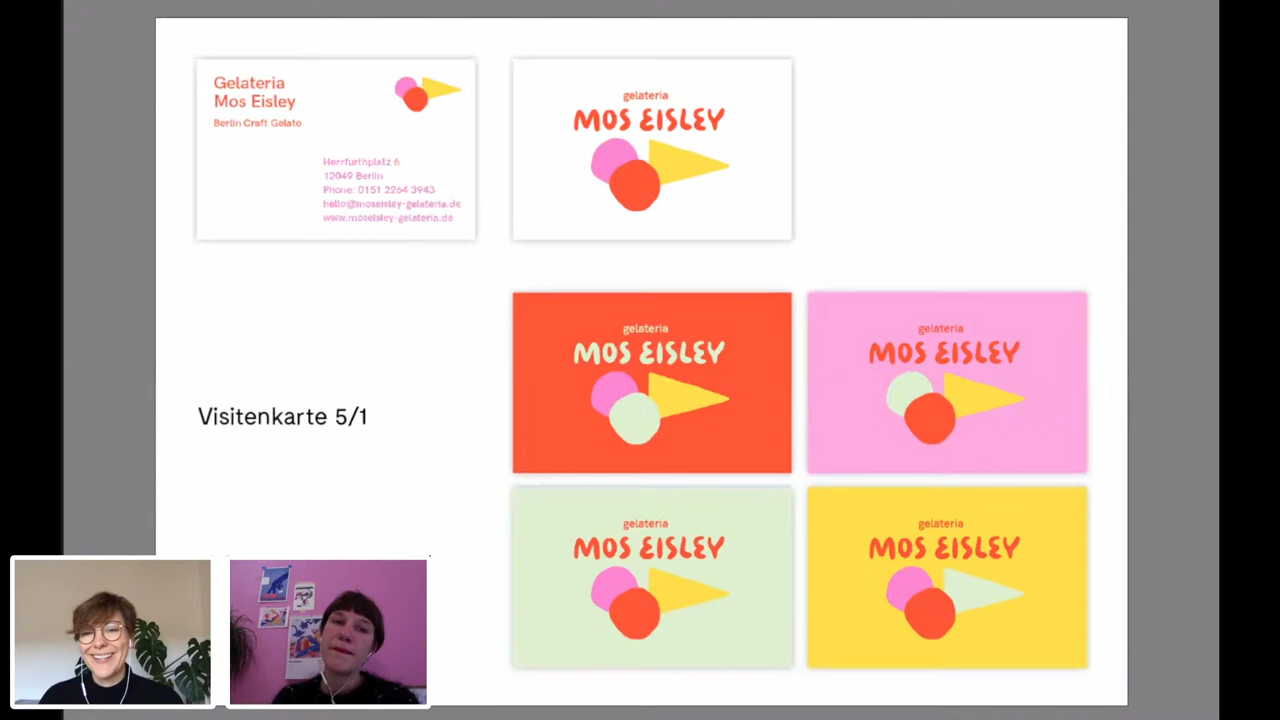 Gelateria
Mos Eisley
Berlin Craft Gelato
Herrfurthplatz 6
12049 Berlin
Phone: 0151 2264 3943
hello@moseisley-gelateria.de
www.moseisley-gelateria.de
gelateria
MOS EISLEY
gelateria
MOS EISLEY
gelateria
MOS EISLEY
Visitenkarte 5/1
gelateria
MOS EISLEY
gelateria
MOS EISLEY